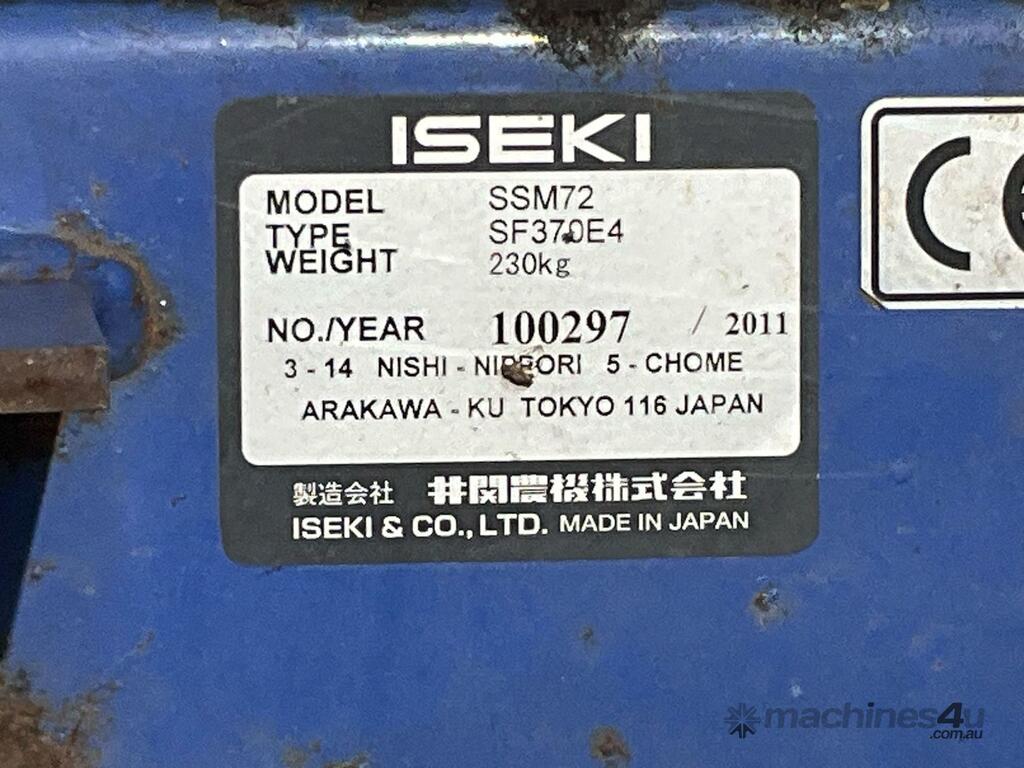 ISEKI
MODEL SSM72
TYPE SF370E4
WEIGHT 230kg
NO./YEAR 100297 / 2011
3 - 14 NISHI - NIPPORI 5 - CHOME
ARAKAWA - KU TOKYO 116 JAPAN
製造会社 井関農機株式会社
ISEKI & CO., LTD. MADE IN JAPAN
CE
machines4u
.com.au